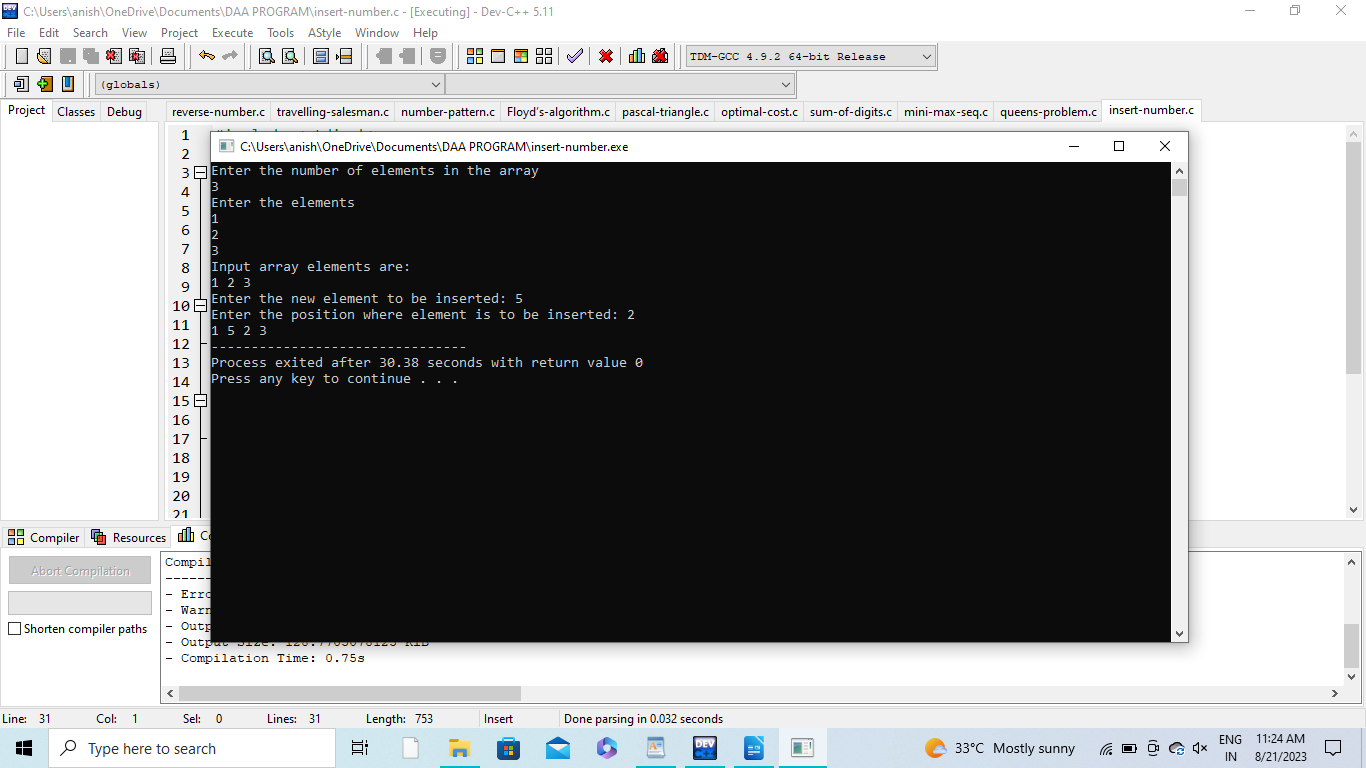 C:\Users\anish\OneDrive\Documents\DAA PROGRAM\insert-number.c - [Executing] - Dev-C++ 5.11
File Edit Search View Project Execute Tools AStyle Window Help
TDM-GCC 4.9.2 64-bit Release
(globals)
Project Classes Debug
reverse-number.c travelling-salesman.c number-pattern.c Floyd's-algorithm.c pascal-triangle.c optimal-cost.c sum-of-digits.c mini-max-seq.c queens-problem.c insert-number.c
1
2
3
4
5
6
7
8
9
10
11
12
13
14
15
16
17
18
19
20
21
C:\Users\anish\OneDrive\Documents\DAA PROGRAM\insert-number.exe
Enter the number of elements in the array
3
Enter the elements
1
2
3
Input array elements are:
1 2 3
Enter the new element to be inserted: 5
Enter the position where element is to be inserted: 2
1 5 2 3
--------------------------------
Process exited after 30.38 seconds with return value 0
Press any key to continue . . .
Compiler Resources
Abort Compilation
Shorten compiler paths
- Output Size:
- Compilation Time: 0.75s
Line: 31 Col: 1 Sel: 0 Lines: 31 Length: 753 Insert Done parsing in 0.032 seconds
Type here to search
DEV
33°C Mostly sunny
ENG
IN
11:24 AM
8/21/2023